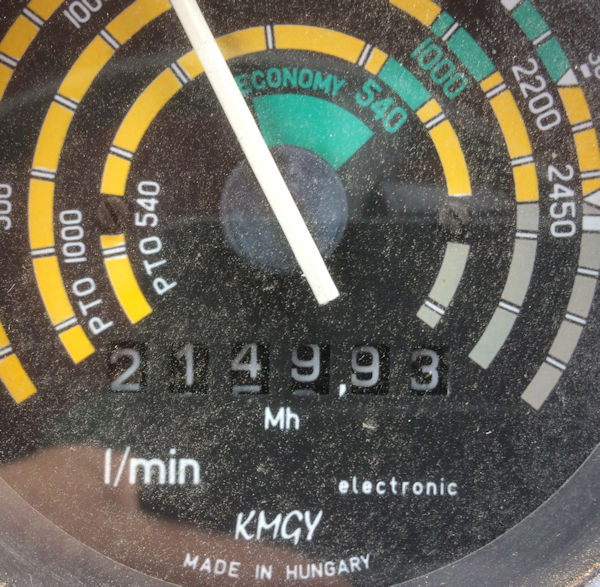 ECONOMY 540
1000
2200
2450
PTO 540
PTO 1000
2149,93
Mh
l/min
electronic
KMGY
MADE IN HUNGARY